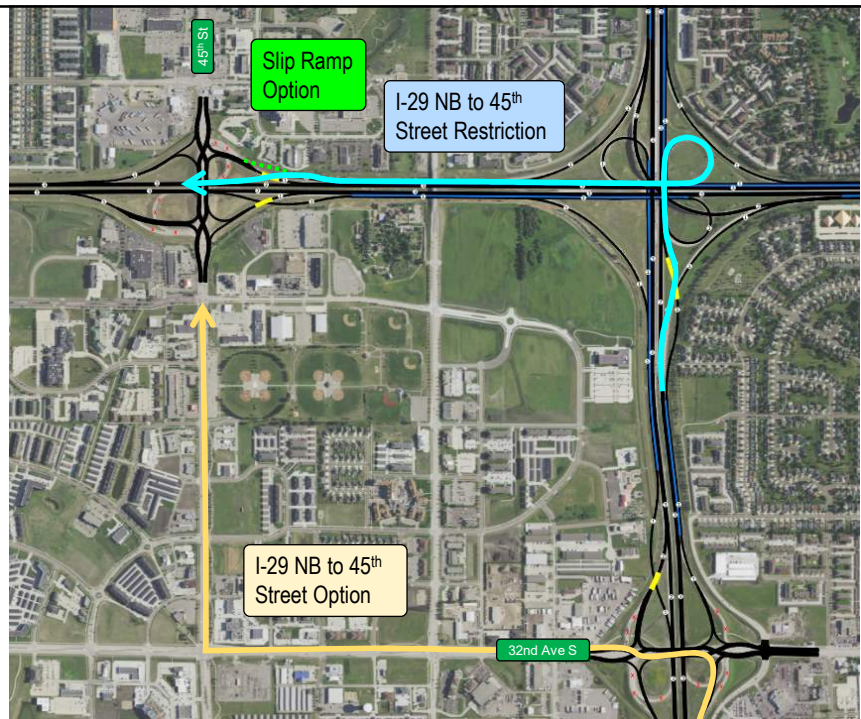 45th St
Slip Ramp
Option
I-29 NB to 45th
Street Restriction
I-29 NB to 45th
Street Option
32nd Ave S